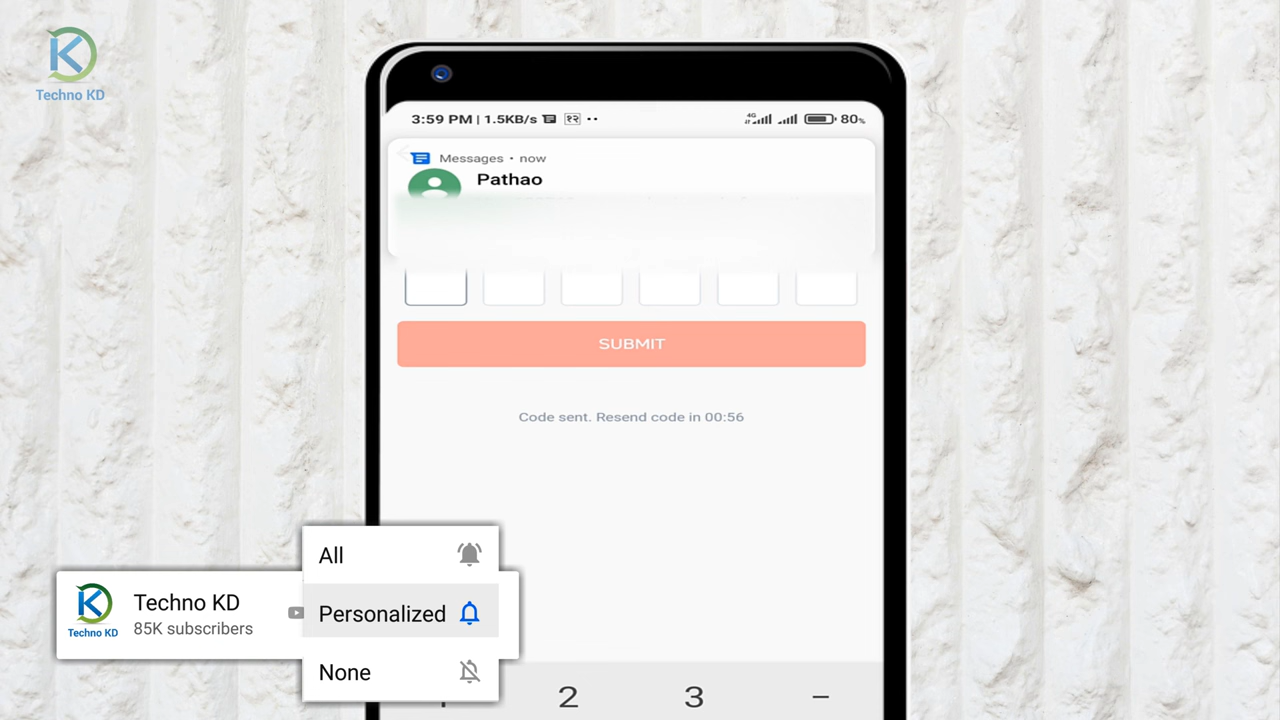 Techno KD
3:59 PM | 1.5KB/s
4G
80%
Messages • now
Pathao
SUBMIT
Code sent. Resend code in 00:56
All
Techno KD
Techno KD
85K subscribers
Personalized
None
2
3
–